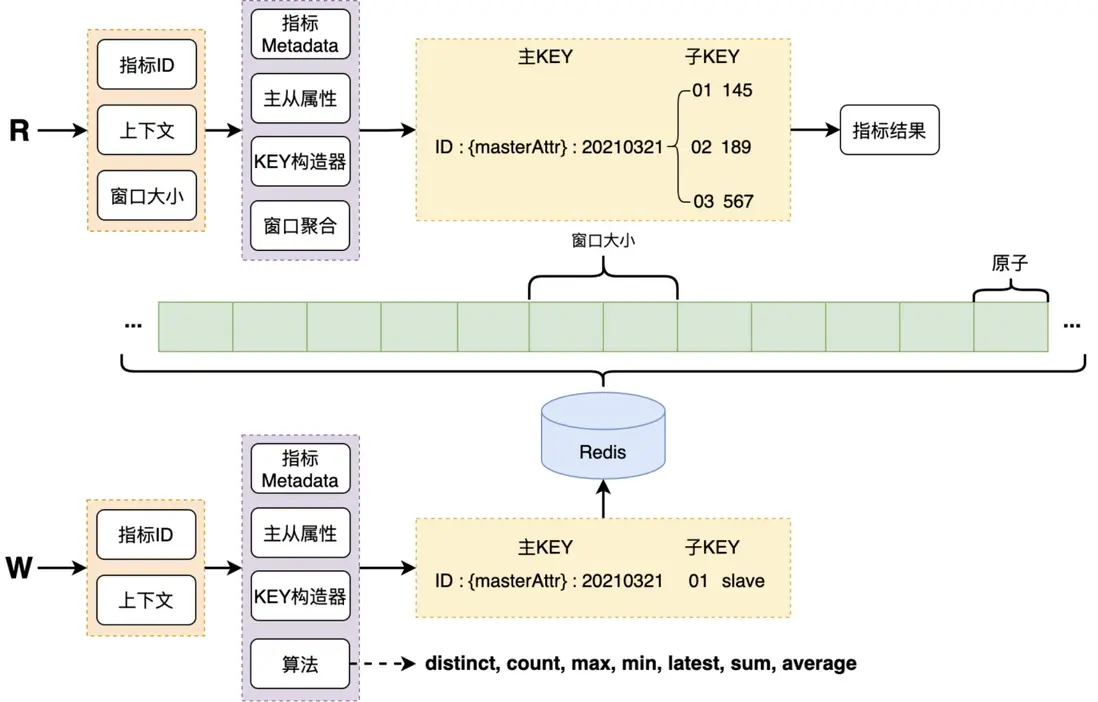 R
指标ID
上下文
窗口大小
指标
Metadata
主从属性
KEY构造器
窗口聚合
主KEY 子KEY
01 145
ID : {masterAttr} : 20210321 02 189
03 567
指标结果
窗口大小
原子
... ...
Redis
W
指标ID
上下文
指标
Metadata
主从属性
KEY构造器
算法
主KEY 子KEY
ID : {masterAttr} : 20210321 01 slave
distinct, count, max, min, latest, sum, average